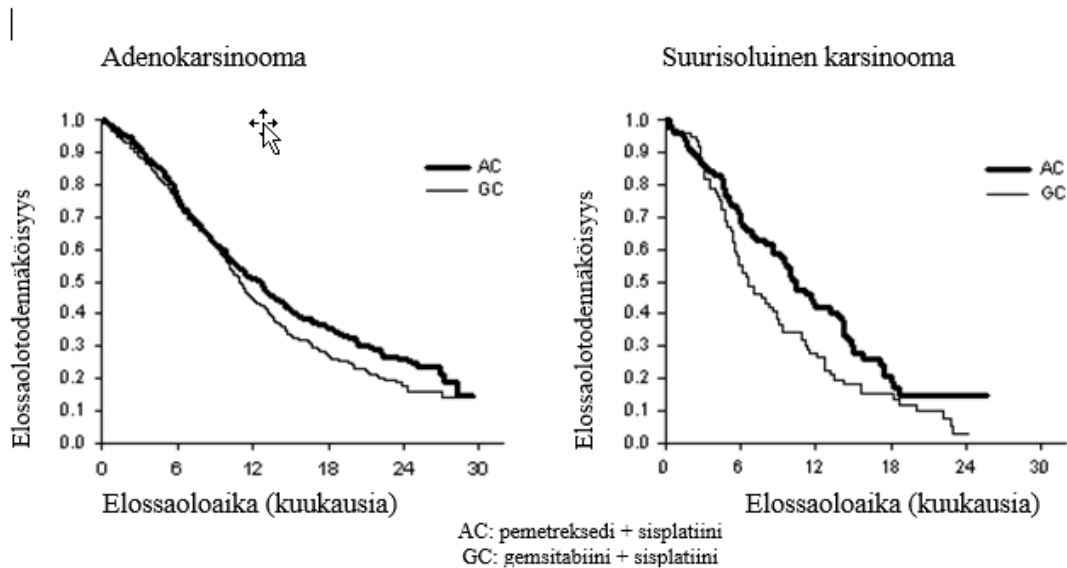 Adenokarsinooma
1.0
0.9
0.8
0.7
0.6
0.5
0.4
0.3
0.2
0.1
0.0
AC
GC
Elossaolotodennäköisyys
0 6 12 18 24 30
Elossaoloaika (kuukausia)
Suurisoluinen karsinooma
1.0
0.9
0.8
0.7
0.6
0.5
0.4
0.3
0.2
0.1
0.0
AC
GC
Elossaolotodennäköisyys
0 6 12 18 24 30
Elossaoloaika (kuukausia)
AC: pemetreksedi + sisplatiini
GC: gemsitabiini + sisplatiini